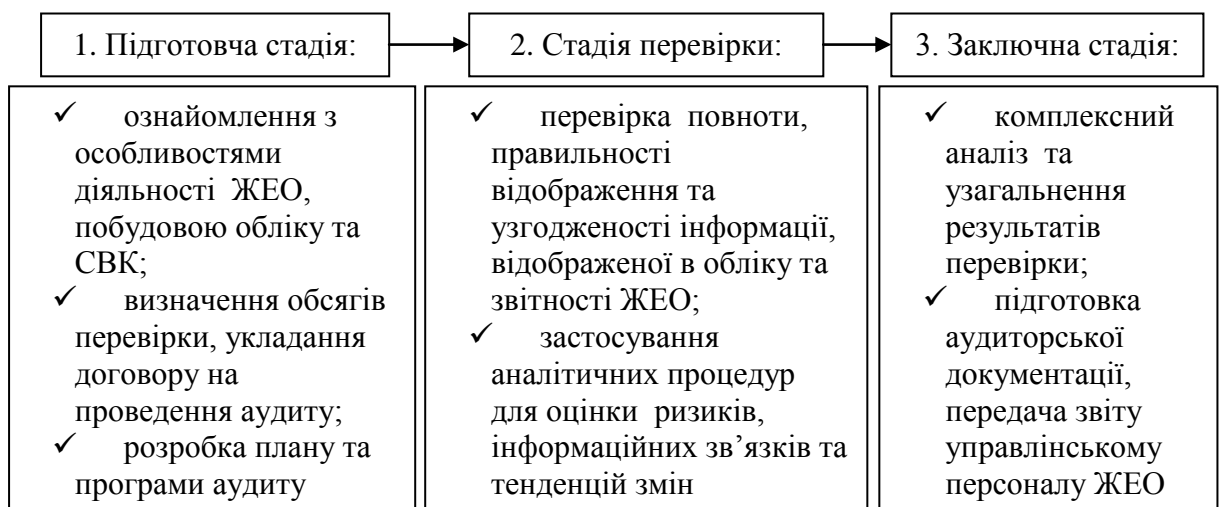 1. Підготовча стадія:
2. Стадія перевірки:
3. Заключна стадія:
✓ ознайомлення з
особливостями
діяльності ЖЕО,
побудовою обліку та
СВК;
✓ визначення обсягів
перевірки, укладання
договору на
проведення аудиту;
✓ розробка плану та
програми аудиту
✓ перевірка повноти,
правильності
відображення та
узгодженості інформації,
відображеної в обліку та
звітності ЖЕО;
✓ застосування
аналітичних процедур
для оцінки ризиків,
інформаційних зв’язків та
тенденцій змін
✓ комплексний
аналіз та
узагальнення
результатів
перевірки;
✓ підготовка
аудиторської
документації,
передача звіту
управлінському
персоналу ЖЕО